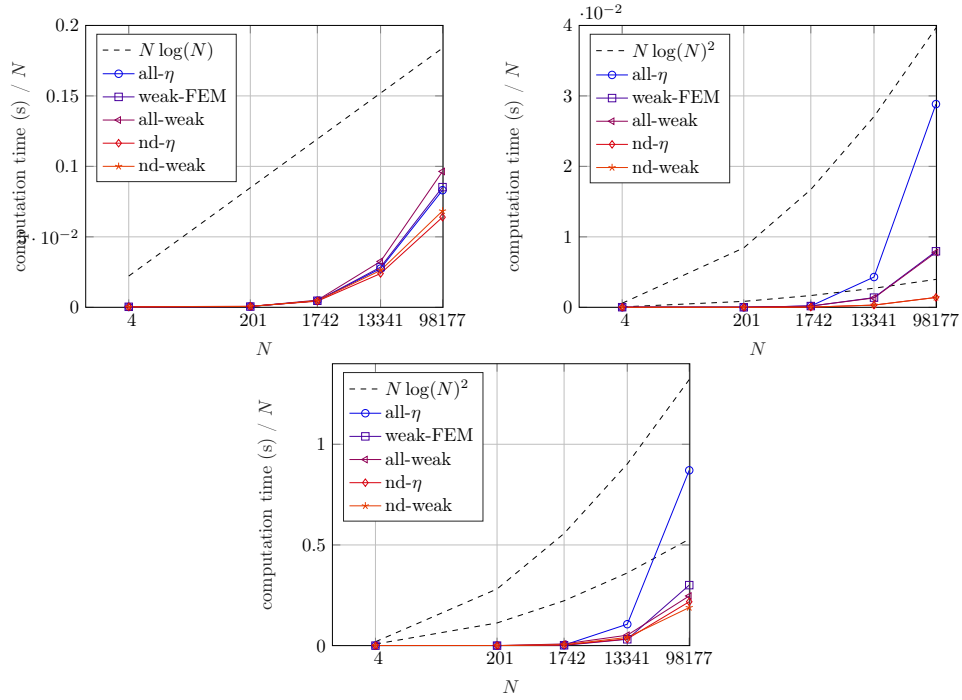 0.2
0.15
0.1
· 10⁻²
0
computation time (s) / N
N log(N)
all-η
weak-FEM
all-weak
nd-η
nd-weak
4 201 1742 13341 98177
N
4 · 10⁻²
3
2
1
0
computation time (s) / N
N log(N)²
all-η
weak-FEM
all-weak
nd-η
nd-weak
4 201 1742 13341 98177
N
1
0.5
0
computation time (s) / N
N log(N)²
all-η
weak-FEM
all-weak
nd-η
nd-weak
4 201 1742 13341 98177
N